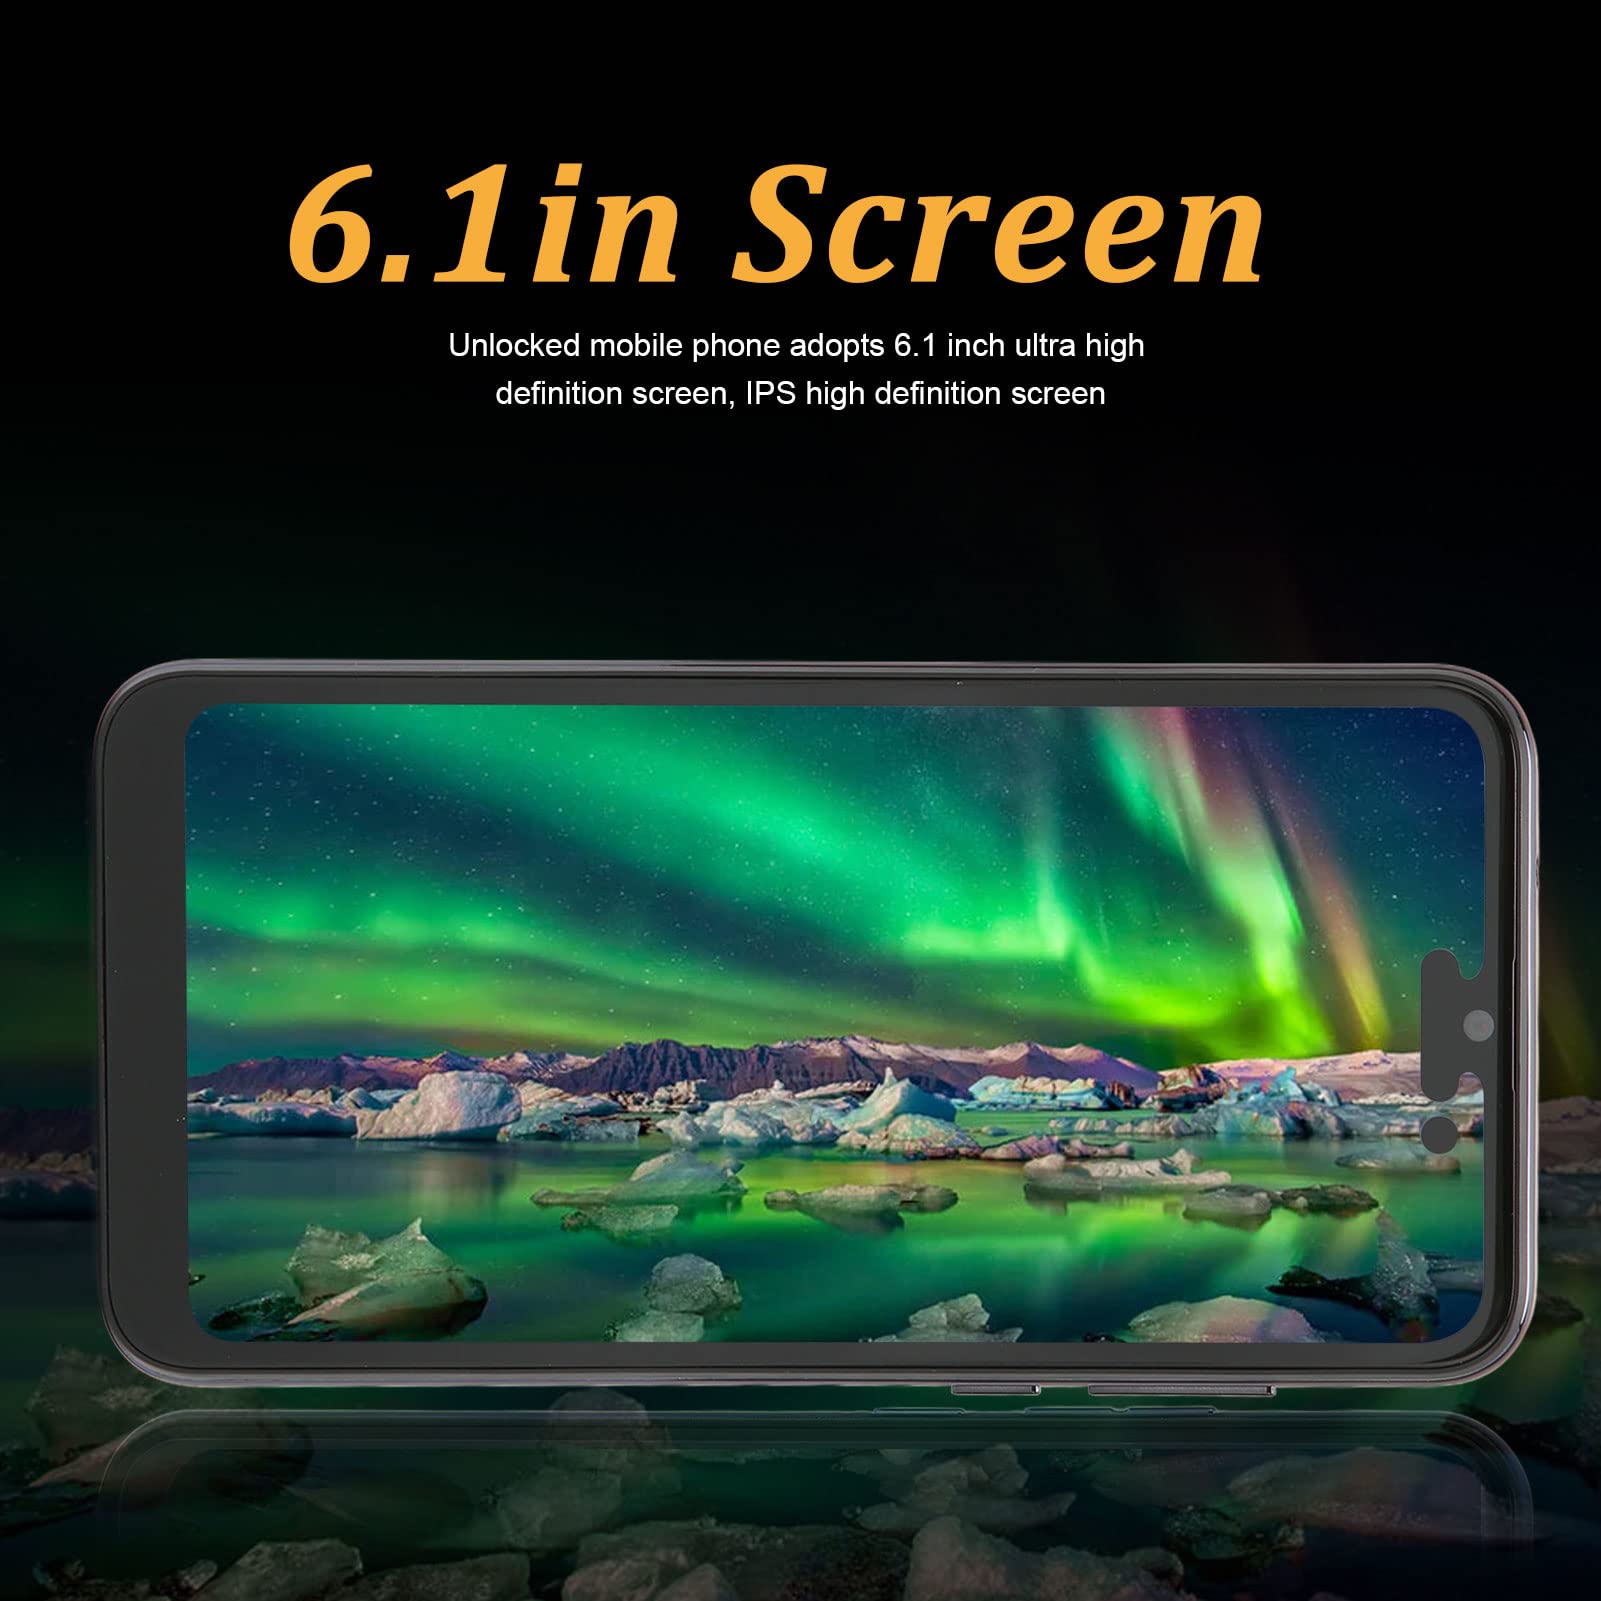 6.1in Screen
Unlocked mobile phone adopts 6.1 inch ultra high
definition screen, IPS high definition screen